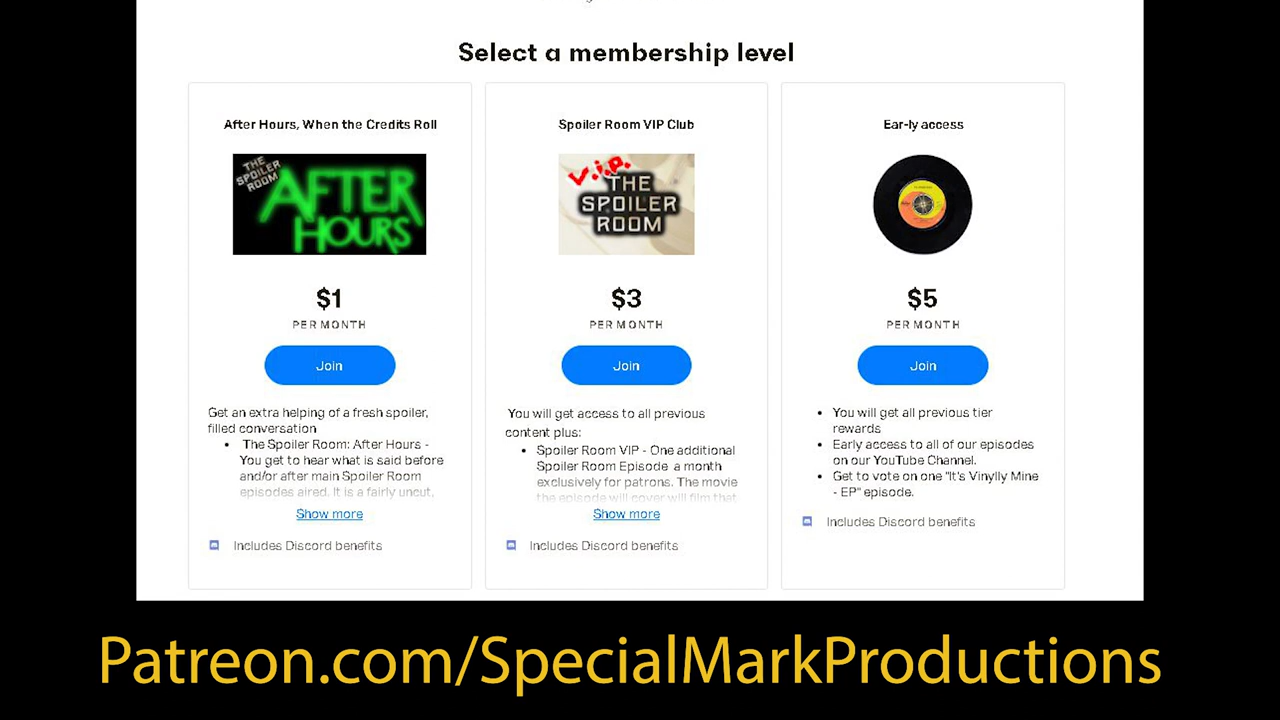 Select a membership level
After Hours, When the Credits Roll
THE
SPOILER
ROOM
AFTER
HOURS
$1
PER MONTH
Join
Get an extra helping of a fresh spoiler,
filled conversation
• The Spoiler Room: After Hours -
You get to hear what is said before
and/or after main Spoiler Room
episodes aired. It is a fairly uncut,
Show more
Includes Discord benefits
Spoiler Room VIP Club
v.i.p.
THE
SPOILER
ROOM
$3
PER MONTH
Join
You will get access to all previous
content plus:
• Spoiler Room VIP - One additional
Spoiler Room Episode a month
exclusively for patrons. The movie
the episode will cover will film that
Show more
Includes Discord benefits
Ear-ly access
$5
PER MONTH
Join
• You will get all previous tier
rewards
• Early access to all of our episodes
on our YouTube Channel.
• Get to vote on one "It's Vinylly Mine
- EP" episode.
Includes Discord benefits
Patreon.com/SpecialMarkProductions